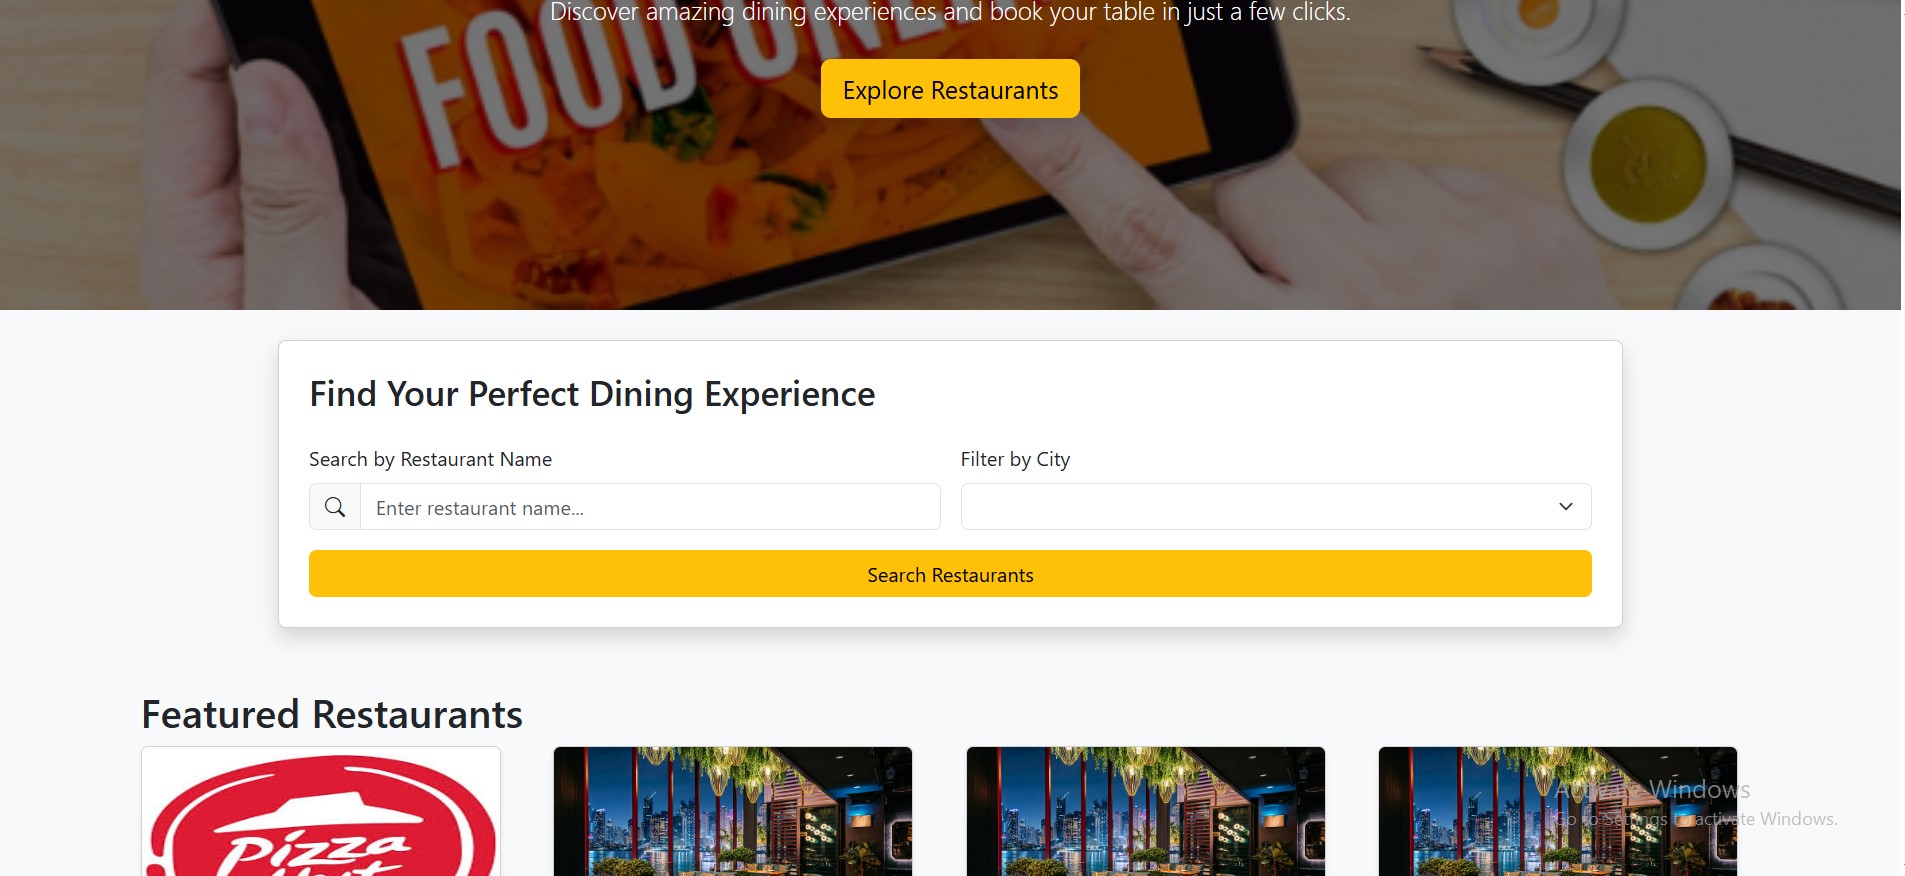 Discover amazing dining experiences and book your table in just a few clicks.
FOOD ONL
Explore Restaurants
Find Your Perfect Dining Experience
Search by Restaurant Name
Filter by City
Enter restaurant name...
Search Restaurants
Featured Restaurants
Pizza
Activate Windows
Go to Settings to activate Windows.